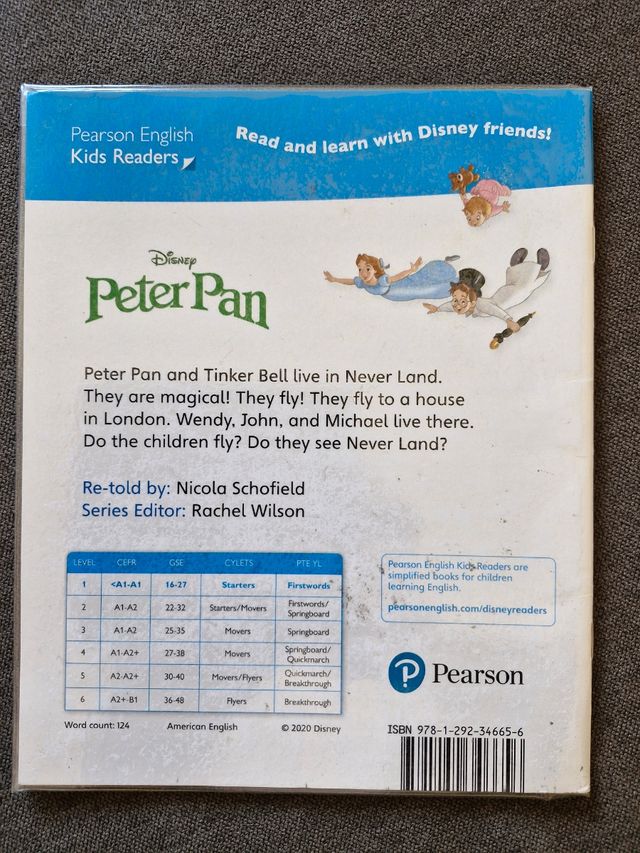 Pearson English
Kids Readers
Read and learn with Disney friends!
Disney
Peter Pan
Peter Pan and Tinker Bell live in Never Land.
They are magical! They fly! They fly to a house
in London. Wendy, John, and Michael live there.
Do the children fly? Do they see Never Land?
Re-told by: Nicola Schofield
Series Editor: Rachel Wilson
LEVEL CEFR GSE CYLETS PTE YL
1 <A1-A1 16-27 Starters Firstwords
2 A1-A2 22-32 Starters/Movers Firstwords/
Springboard
3 A1-A2 25-35 Movers Springboard
4 A1-A2+ 27-38 Movers Springboard/
Quickmarch
5 A2-A2+ 30-40 Movers/Flyers Quickmarch/
Breakthrough
6 A2+-B1 36-48 Flyers Breakthrough
Word count: 124 American English © 2020 Disney
Pearson English Kids Readers are
simplified books for children
learning English.
pearsonenglish.com/disneyreaders
P Pearson
ISBN 978-1-292-34665-6